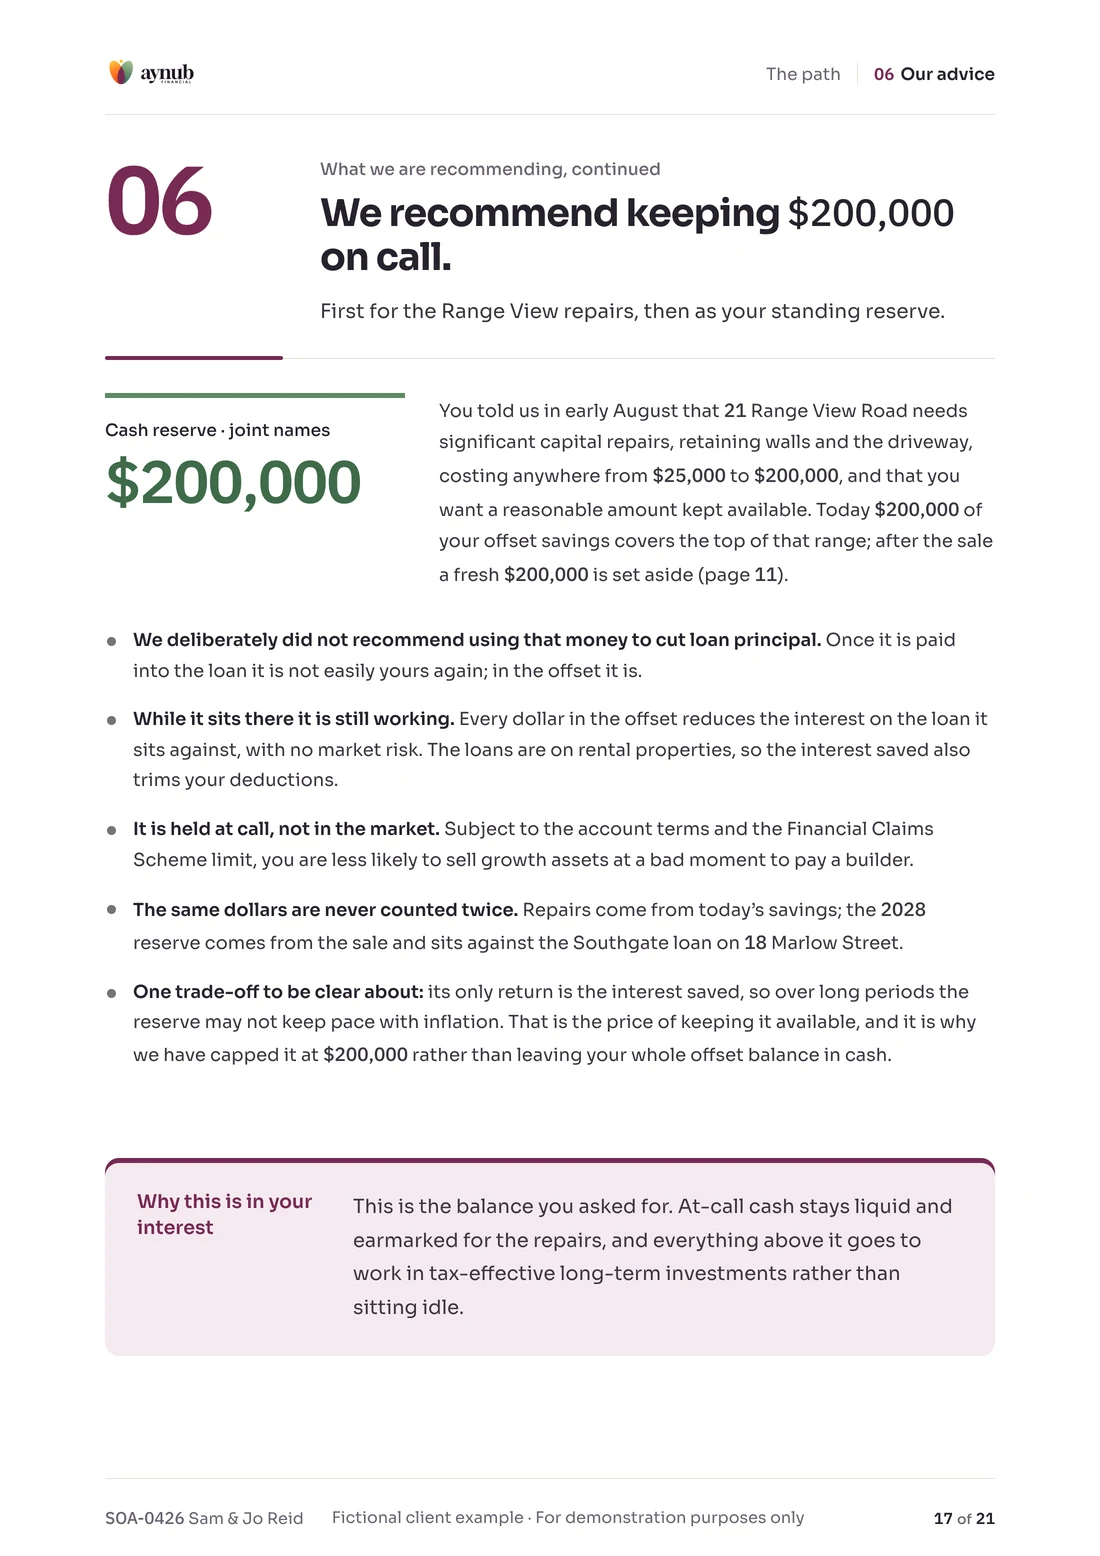 aynub
FINANCIAL
The path
06 Our advice
06
What we are recommending, continued
We recommend keeping $200,000
on call.
First for the Range View repairs, then as your standing reserve.
Cash reserve · joint names
$200,000
You told us in early August that 21 Range View Road needs
significant capital repairs, retaining walls and the driveway,
costing anywhere from $25,000 to $200,000, and that you
want a reasonable amount kept available. Today $200,000 of
your offset savings covers the top of that range; after the sale
a fresh $200,000 is set aside (page 11).
● We deliberately did not recommend using that money to cut loan principal. Once it is paid
into the loan it is not easily yours again; in the offset it is.
● While it sits there it is still working. Every dollar in the offset reduces the interest on the loan it
sits against, with no market risk. The loans are on rental properties, so the interest saved also
trims your deductions.
● It is held at call, not in the market. Subject to the account terms and the Financial Claims
Scheme limit, you are less likely to sell growth assets at a bad moment to pay a builder.
● The same dollars are never counted twice. Repairs come from today’s savings; the 2028
reserve comes from the sale and sits against the Southgate loan on 18 Marlow Street.
● One trade-off to be clear about: its only return is the interest saved, so over long periods the
reserve may not keep pace with inflation. That is the price of keeping it available, and it is why
we have capped it at $200,000 rather than leaving your whole offset balance in cash.
Why this is in your
interest
This is the balance you asked for. At-call cash stays liquid and
earmarked for the repairs, and everything above it goes to
work in tax-effective long-term investments rather than
sitting idle.
SOA-0426 Sam & Jo Reid
Fictional client example · For demonstration purposes only
17 of 21